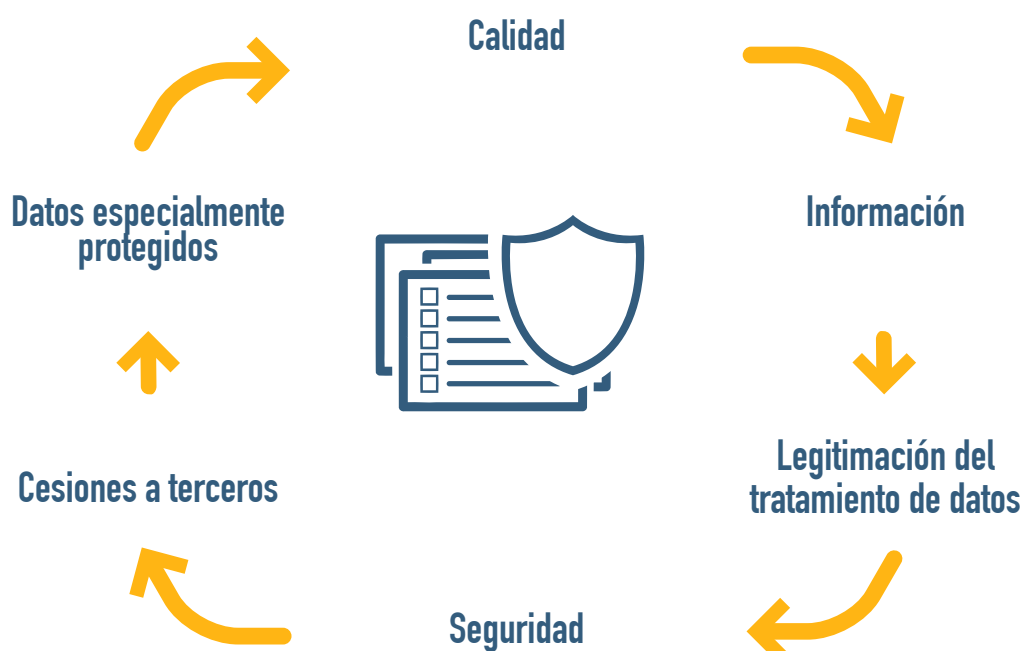 Calidad
Información
Legitimación del
tratamiento de datos
Seguridad
Cesiones a terceros
Datos especialmente
protegidos